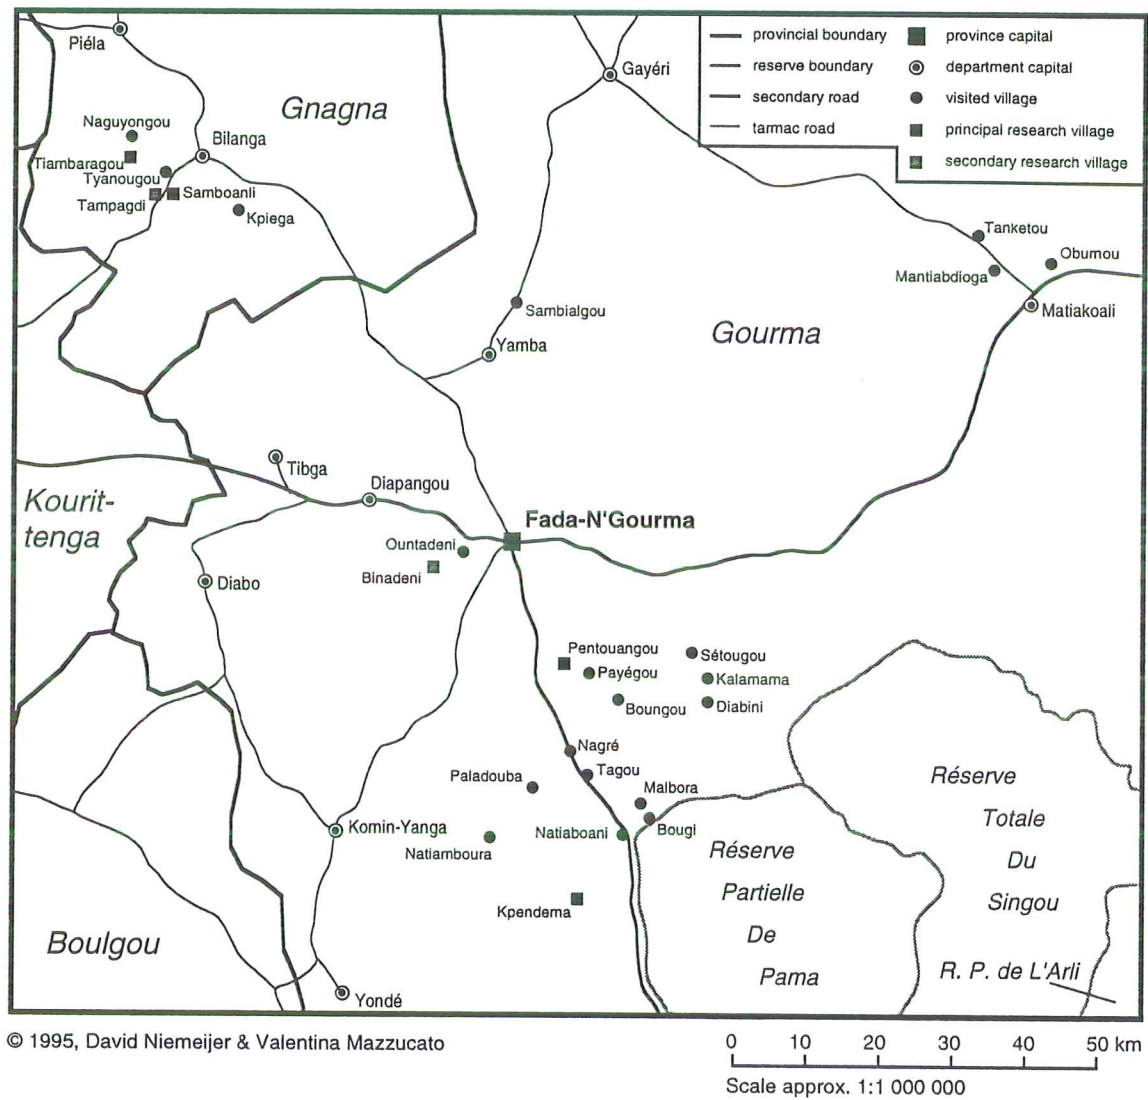 Piéla
Gnagna
Gayéri
provincial boundary
reserve boundary
secondary road
tarmac road
province capital
department capital
visited village
principal research village
secondary research village
Naguyongou
Bilanga
Tiambaragou
Tyanougou
Tampagdi
Samboanli
Kpiega
Tanketou
Obumou
Mantiabdioga
Matiakoali
Sambialgou
Yamba
Gourma
Tibga
Diapangou
Kourit-
tenga
Fada-N'Gourma
Ountadeni
Binadeni
Diabo
Pentouangou
Payégou
Boungou
Sétougou
Kalamama
Diabini
Nagré
Tagou
Paladouba
Malbora
Bougi
Natiaboani
Natiamboura
Komin-Yanga
Kpendema
Réserve
Partielle
De
Pama
Réserve
Totale
Du
Singou
R. P. de L'Arli
Boulgou
Yondé
© 1995, David Niemeijer & Valentina Mazzucato
0 10 20 30 40 50 km
Scale approx. 1:1 000 000